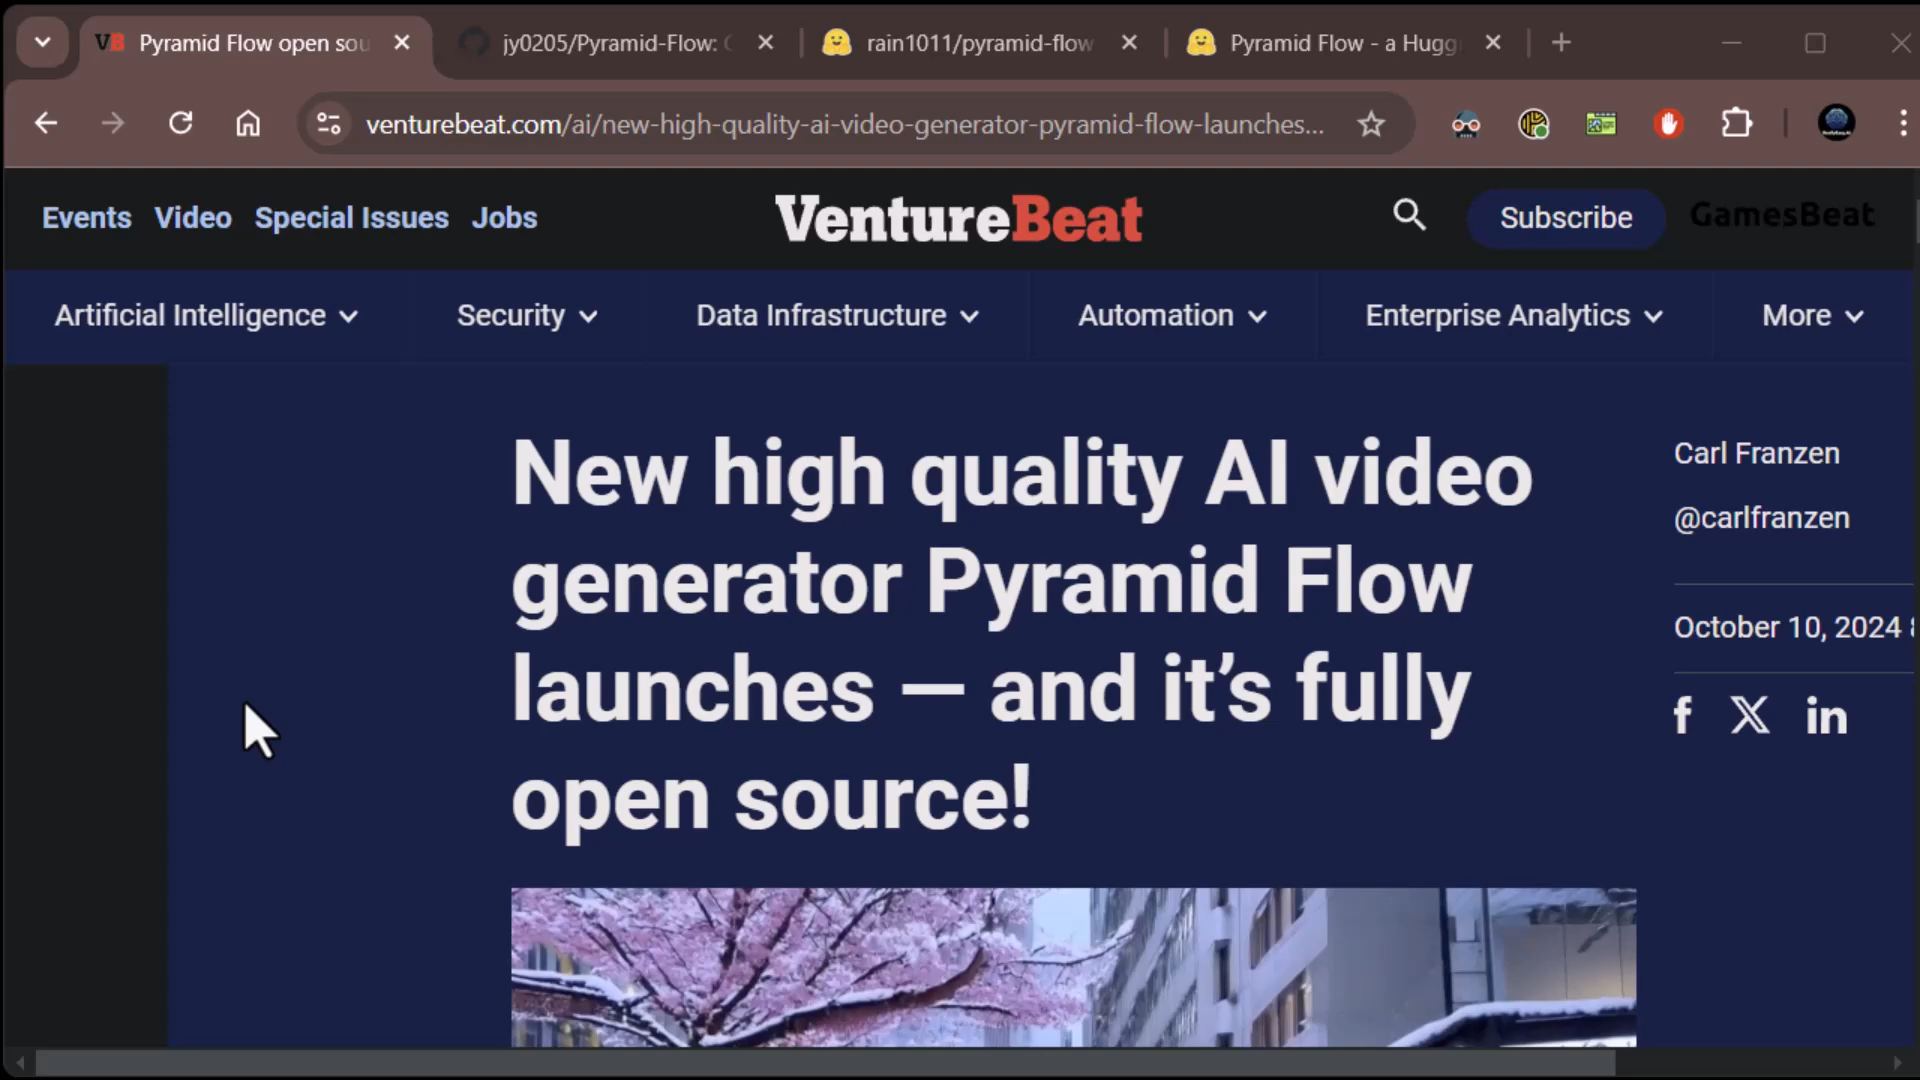 VB Pyramid Flow open sou
jy0205/Pyramid-Flow:
rain1011/pyramid-flow
Pyramid Flow - a Hugg
venturebeat.com/ai/new-high-quality-ai-video-generator-pyramid-flow-launches...
Events Video Special Issues Jobs
VentureBeat
Subscribe
GamesBeat
Artificial Intelligence
Security
Data Infrastructure
Automation
Enterprise Analytics
More
New high quality AI video
generator Pyramid Flow
launches — and it’s fully
open source!
Carl Franzen
@carlfranzen
October 10, 2024